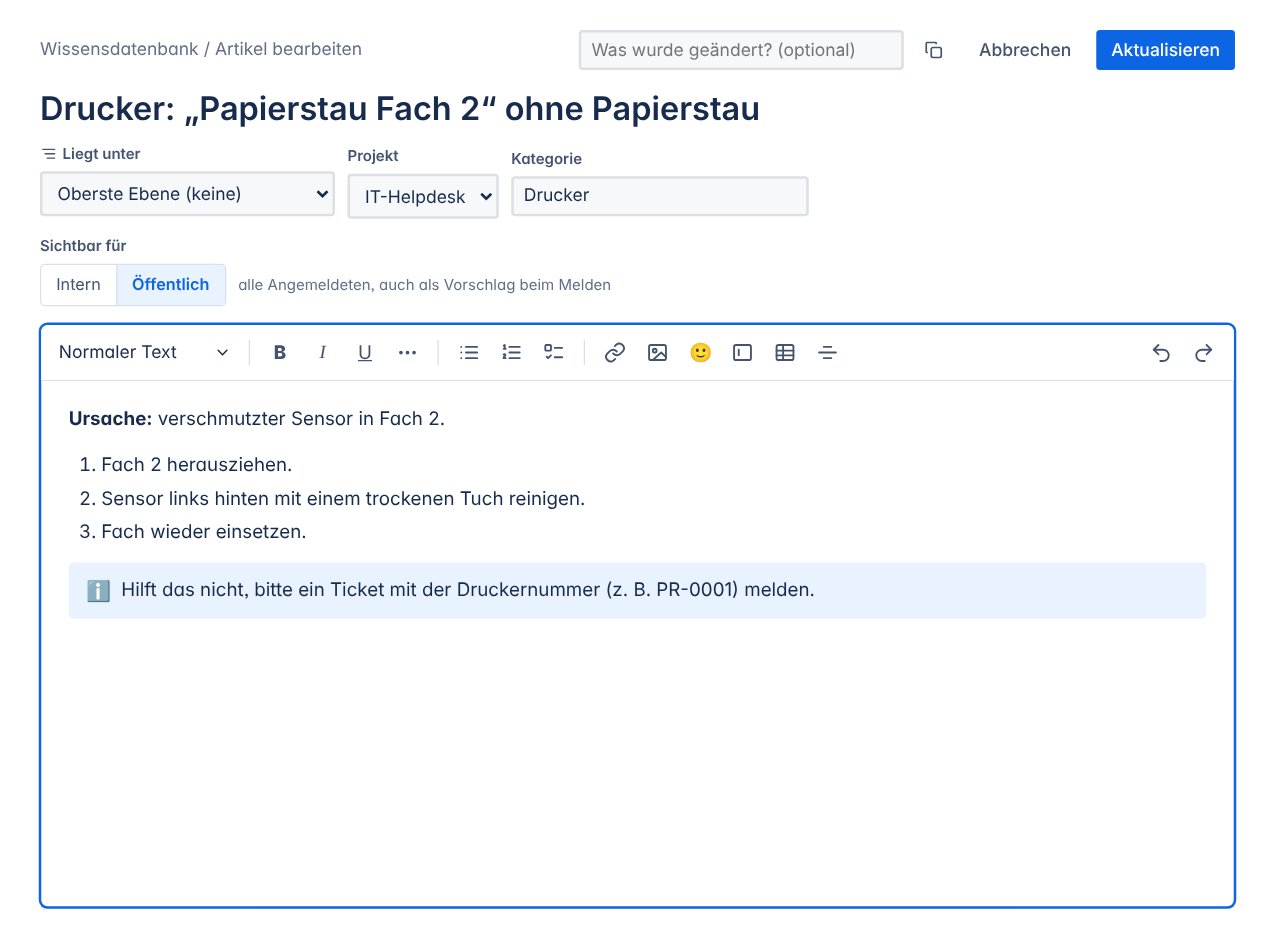 Wissensdatenbank / Artikel bearbeiten
Was wurde geändert? (optional)
Abbrechen
Aktualisieren
Drucker: „Papierstau Fach 2“ ohne Papierstau
Liegt unter
Projekt
Kategorie
Oberste Ebene (keine)
IT-Helpdesk
Drucker
Sichtbar für
Intern
Öffentlich
alle Angemeldeten, auch als Vorschlag beim Melden
Normaler Text
B I U
Ursache: verschmutzter Sensor in Fach 2.
1. Fach 2 herausziehen.
2. Sensor links hinten mit einem trockenen Tuch reinigen.
3. Fach wieder einsetzen.
Hilft das nicht, bitte ein Ticket mit der Druckernummer (z. B. PR-0001) melden.